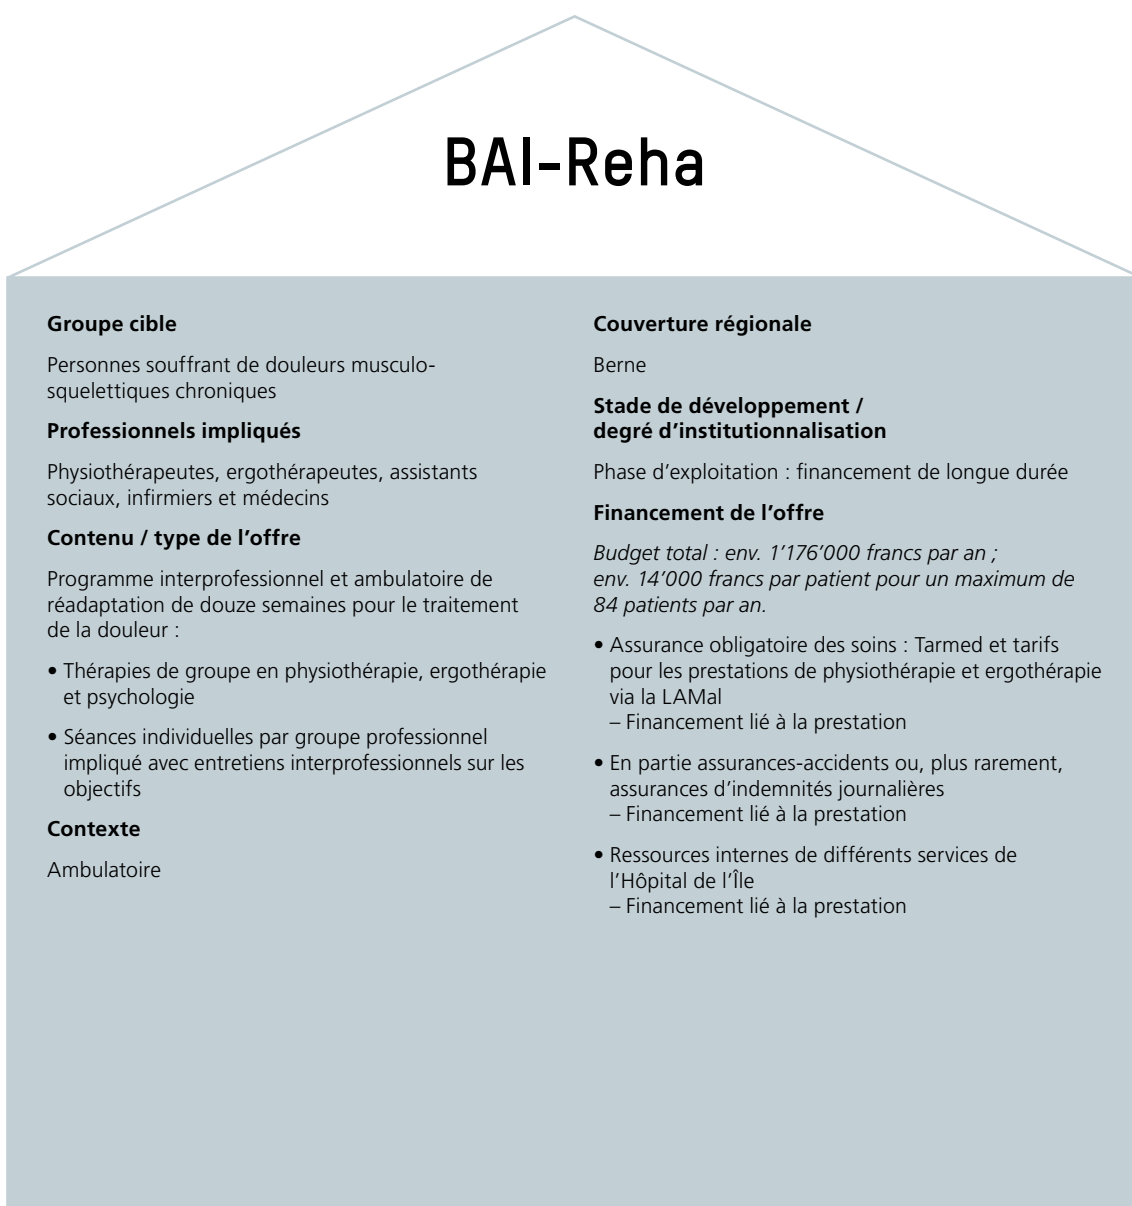 BAI-Reha
Groupe cible
Personnes souffrant de douleurs musculo-
squelettiques chroniques
Professionnels impliqués
Physiothérapeutes, ergothérapeutes, assistants
sociaux, infirmiers et médecins
Contenu / type de l’offre
Programme interprofessionnel et ambulatoire de
réadaptation de douze semaines pour le traitement
de la douleur :
• Thérapies de groupe en physiothérapie, ergothérapie
et psychologie
• Séances individuelles par groupe professionnel
impliqué avec entretiens interprofessionnels sur les
objectifs
Contexte
Ambulatoire
Couverture régionale
Berne
Stade de développement /
degré d’institutionnalisation
Phase d’exploitation : financement de longue durée
Financement de l’offre
Budget total : env. 1’176’000 francs par an ;
env. 14’000 francs par patient pour un maximum de
84 patients par an.
• Assurance obligatoire des soins : Tarmed et tarifs
pour les prestations de physiothérapie et ergothérapie
via la LAMal
– Financement lié à la prestation
• En partie assurances-accidents ou, plus rarement,
assurances d’indemnités journalières
– Financement lié à la prestation
• Ressources internes de différents services de
l’Hôpital de l’Île
– Financement lié à la prestation